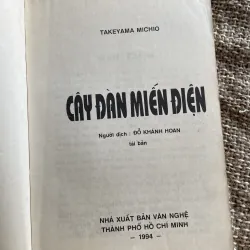 TAKEYAMA MICHIO
CÂY ĐÀN MIẾN ĐIỆN
Người dịch : ĐỖ KHÁNH HOAN
tái bản
NHÀ XUẤT BẢN VĂN NGHỆ
THÀNH PHỐ HỒ CHÍ MINH
– 1994 –